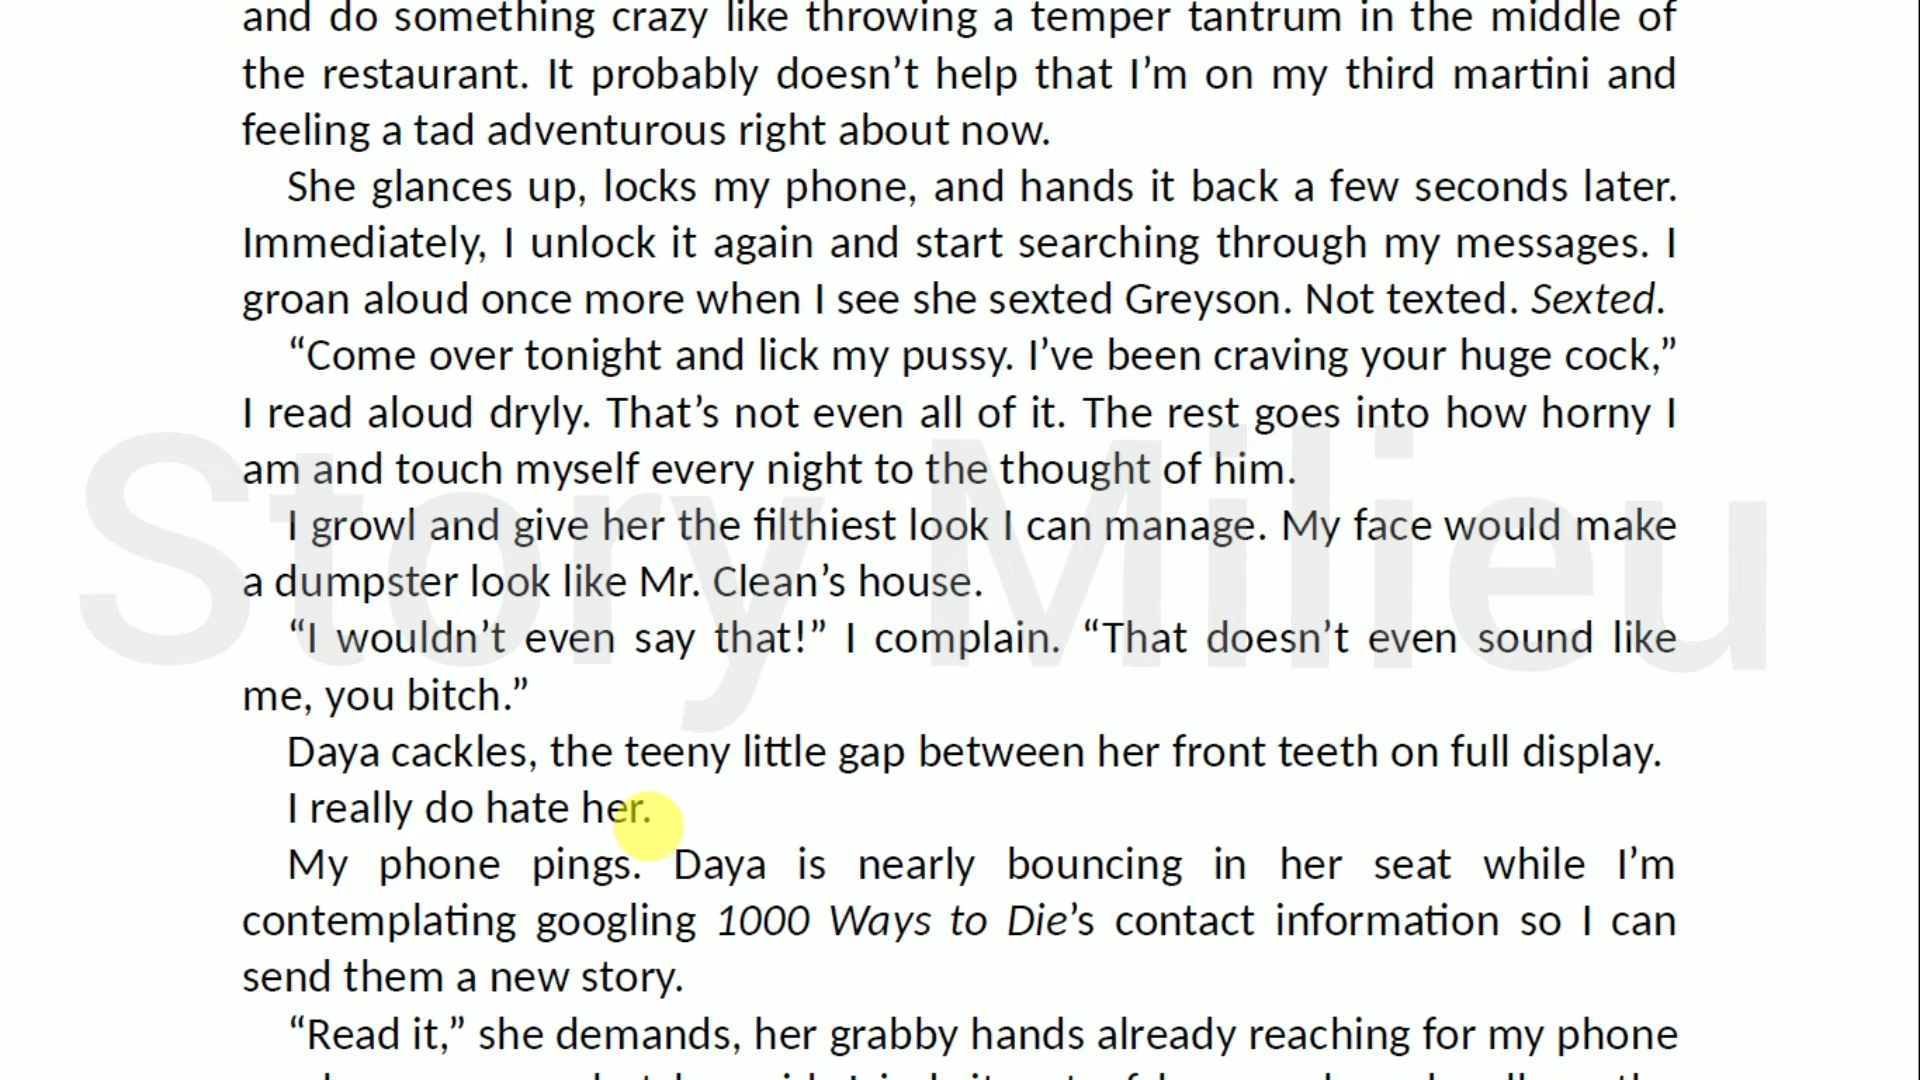 and do something crazy like throwing a temper tantrum in the middle of
the restaurant. It probably doesn’t help that I’m on my third martini and
feeling a tad adventurous right about now.
She glances up, locks my phone, and hands it back a few seconds later.
Immediately, I unlock it again and start searching through my messages. I
groan aloud once more when I see she sexted Greyson. Not texted. Sexted.
“Come over tonight and lick my pussy. I’ve been craving your huge cock,”
I read aloud dryly. That’s not even all of it. The rest goes into how horny I
am and touch myself every night to the thought of him.
I growl and give her the filthiest look I can manage. My face would make
a dumpster look like Mr. Clean’s house.
“I wouldn’t even say that!” I complain. “That doesn’t even sound like
me, you bitch.”
Daya cackles, the teeny little gap between her front teeth on full display.
I really do hate her.
My phone pings. Daya is nearly bouncing in her seat while I’m
contemplating googling 1000 Ways to Die’s contact information so I can
send them a new story.
“Read it,” she demands, her grabby hands already reaching for my phone
Story Milieu